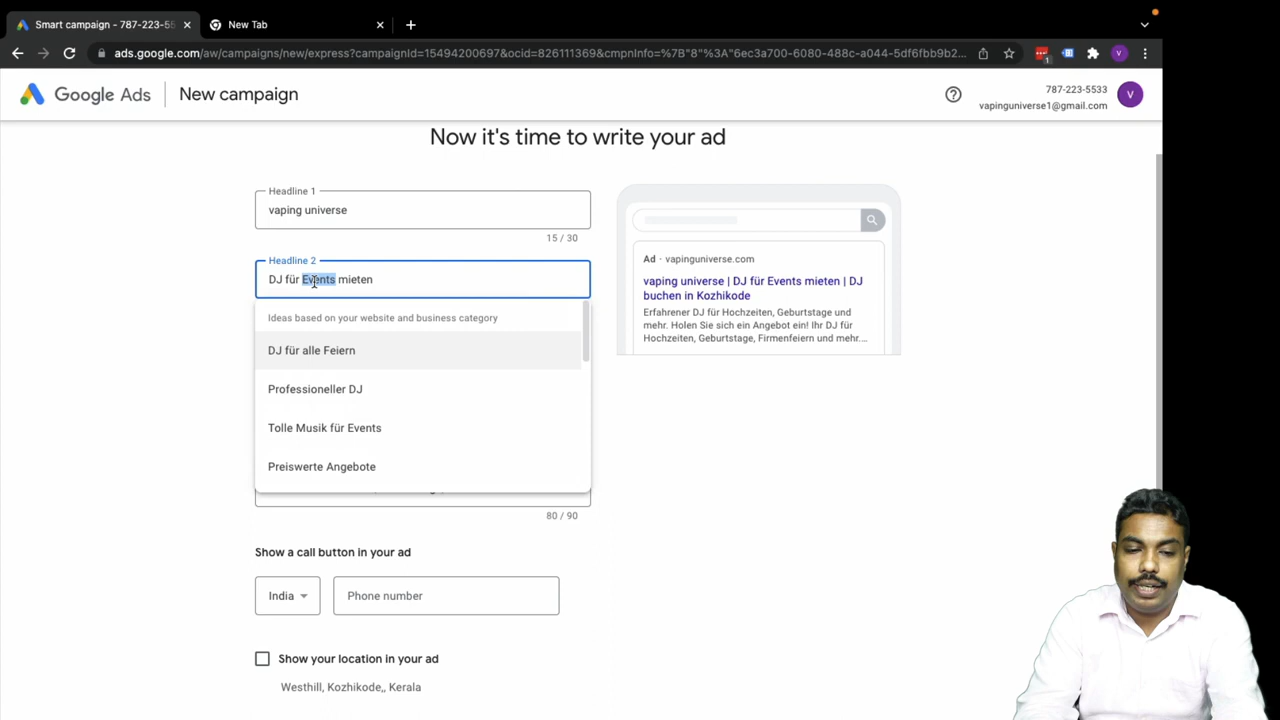 Smart campaign - 787-223-55
New Tab
ads.google.com/aw/campaigns/new/express?campaignId=15494200697&ocid=826111369&cmpnInfo=%7B"8"%3A"6ec3a700-6080-488c-a044-5df6fbb9b2...
1
V
Google Ads
New campaign
787-223-5533
vapinguniverse1@gmail.com
V
Now it's time to write your ad
Headline 1
vaping universe
15 / 30
Headline 2
DJ für Events mieten
Ideas based on your website and business category
DJ für alle Feiern
Professioneller DJ
Tolle Musik für Events
Preiswerte Angebote
80 / 90
Ad · vapinguniverse.com
vaping universe | DJ für Events mieten | DJ
buchen in Kozhikode
Erfahrener DJ für Hochzeiten, Geburtstage und
mehr. Holen Sie sich ein Angebot ein! Ihr DJ für
Hochzeiten, Geburtstage, Firmenfeiern und mehr....
Show a call button in your ad
India
Phone number
Show your location in your ad
Westhill, Kozhikode,, Kerala